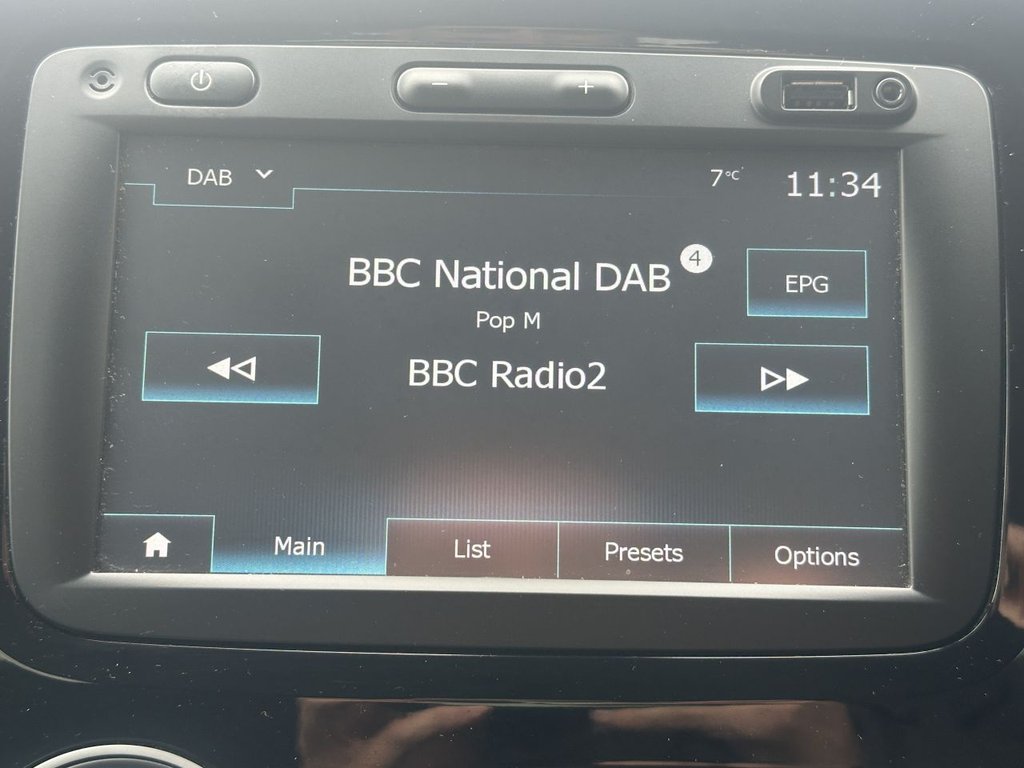 − +
DAB 7°C 11:34
BBC National DAB 4
EPG
Pop M
BBC Radio2
Main List Presets Options